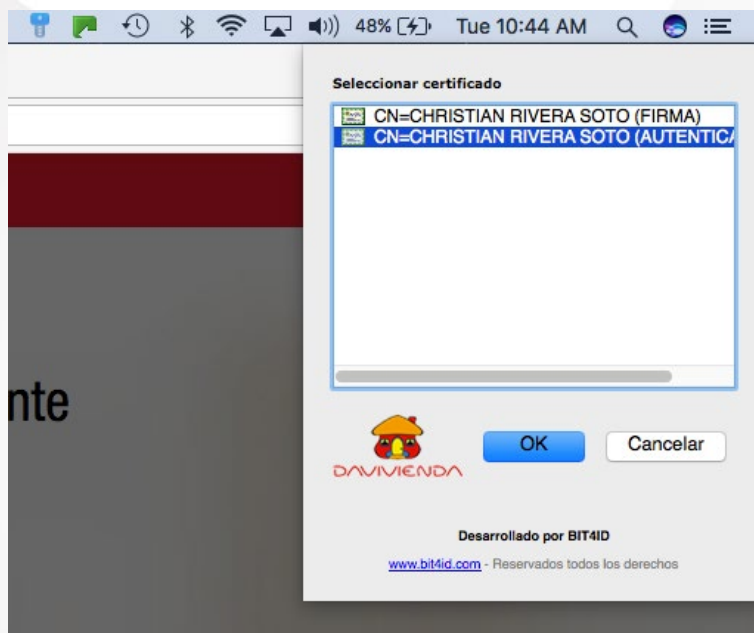 48% Tue 10:44 AM
Seleccionar certificado
CN=CHRISTIAN RIVERA SOTO (FIRMA)
CN=CHRISTIAN RIVERA SOTO (AUTENTICA
nte
DAVIVIENDA
OK Cancelar
Desarrollado por BIT4ID
www.bit4id.com - Reservados todos los derechos